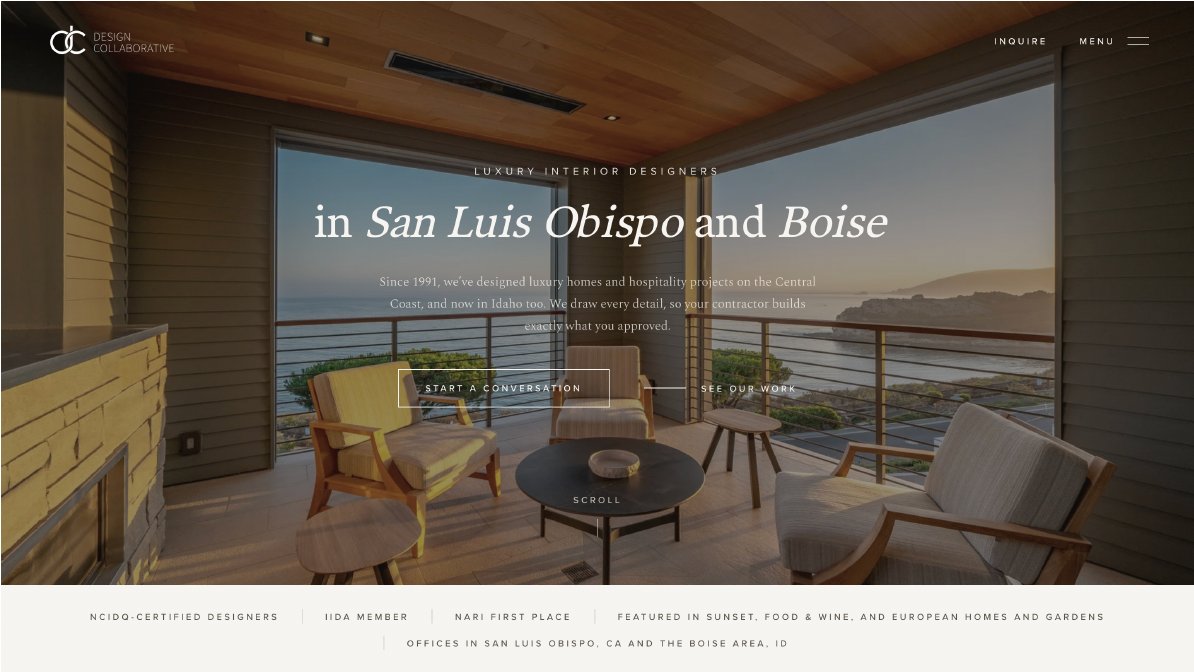 DESIGN
COLLABORATIVE
INQUIRE
MENU
LUXURY INTERIOR DESIGNERS
in San Luis Obispo and Boise
Since 1991, we've designed luxury homes and hospitality projects on the Central
Coast, and now in Idaho too. We draw every detail, so your contractor builds
exactly what you approved.
START A CONVERSATION
SEE OUR WORK
SCROLL
NCIDQ-CERTIFIED DESIGNERS
IIDA MEMBER
NARI FIRST PLACE
FEATURED IN SUNSET, FOOD & WINE, AND EUROPEAN HOMES AND GARDENS
OFFICES IN SAN LUIS OBISPO, CA AND THE BOISE AREA, ID